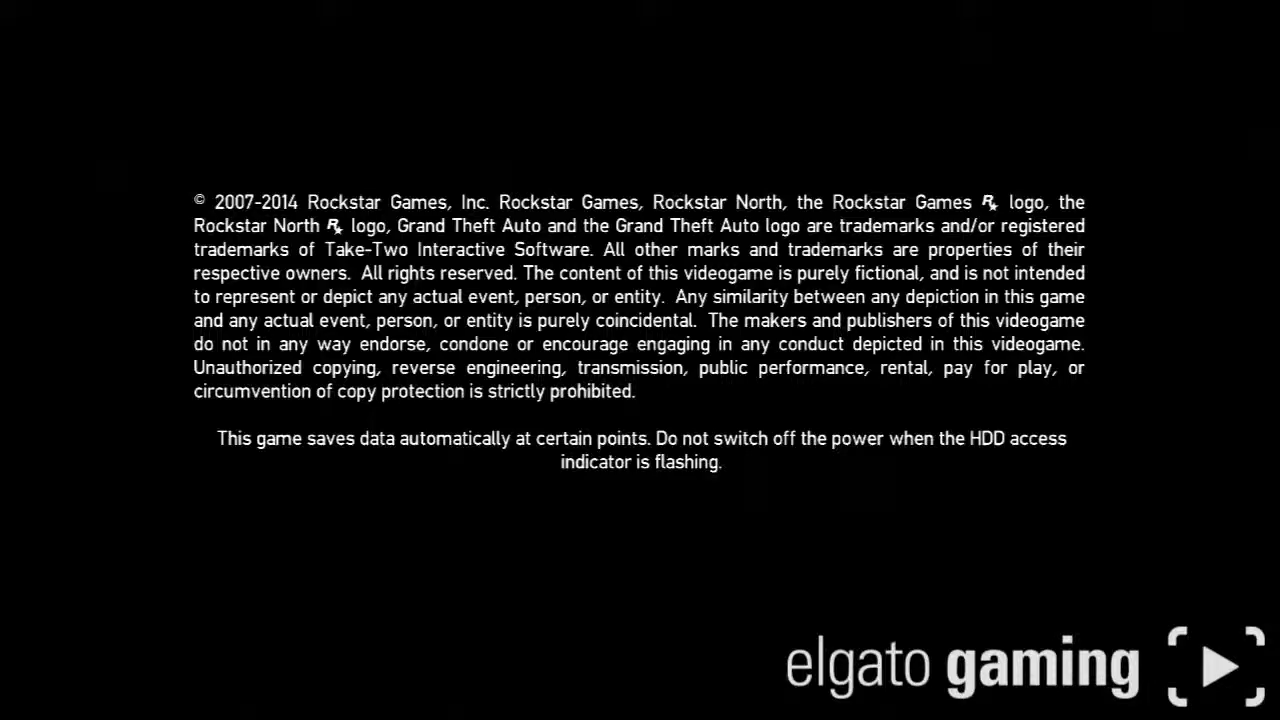 © 2007-2014 Rockstar Games, Inc. Rockstar Games, Rockstar North, the Rockstar Games R* logo, the
Rockstar North R* logo, Grand Theft Auto and the Grand Theft Auto logo are trademarks and/or registered
trademarks of Take-Two Interactive Software. All other marks and trademarks are properties of their
respective owners. All rights reserved. The content of this videogame is purely fictional, and is not intended
to represent or depict any actual event, person, or entity. Any similarity between any depiction in this game
and any actual event, person, or entity is purely coincidental. The makers and publishers of this videogame
do not in any way endorse, condone or encourage engaging in any conduct depicted in this videogame.
Unauthorized copying, reverse engineering, transmission, public performance, rental, pay for play, or
circumvention of copy protection is strictly prohibited.
This game saves data automatically at certain points. Do not switch off the power when the HDD access
indicator is flashing.
elgato gaming